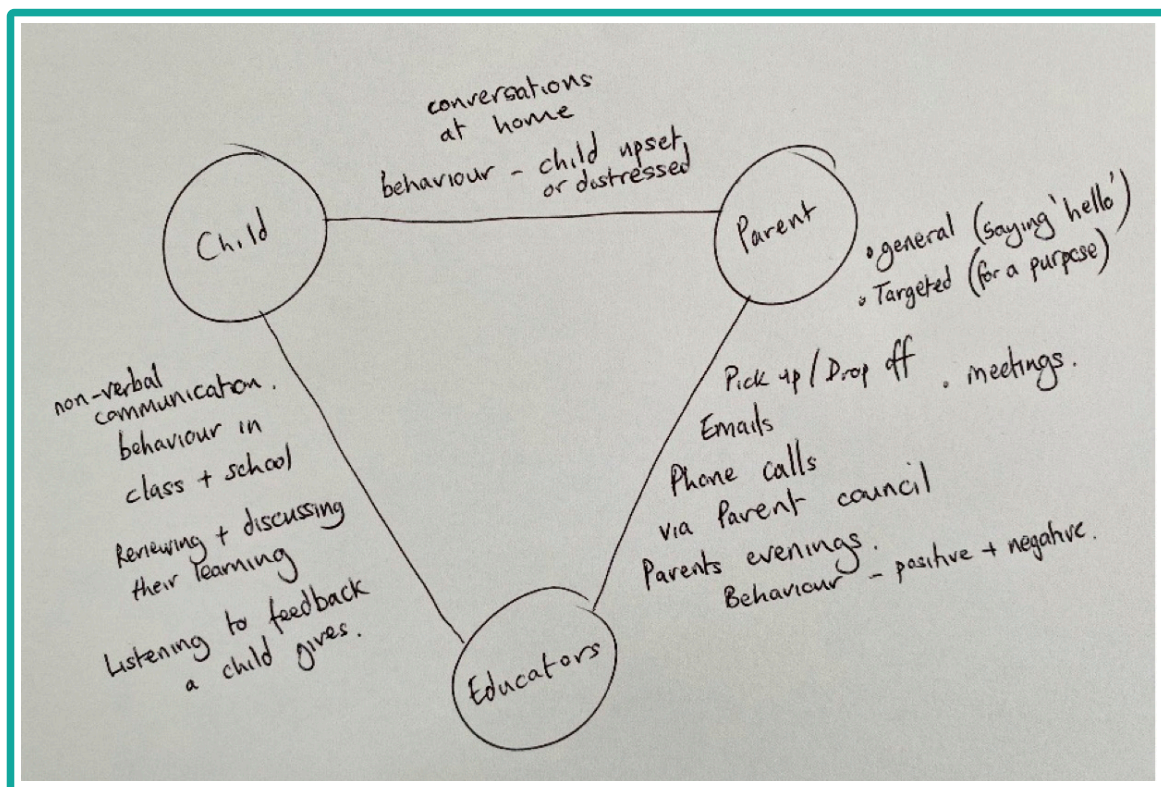 conversations
at home
behaviour - child upset
or distressed
Child
Parent
• general (saying 'hello')
• Targeted (for a purpose)
non-verbal
communication.
behaviour in
class + school
Reviewing + discussing
their learning
Listening to feedback
a child gives.
Pick up / Drop off . meetings.
Emails
Phone calls
via Parent council
Parents evenings.
Behaviour - positive + negative.
Educators